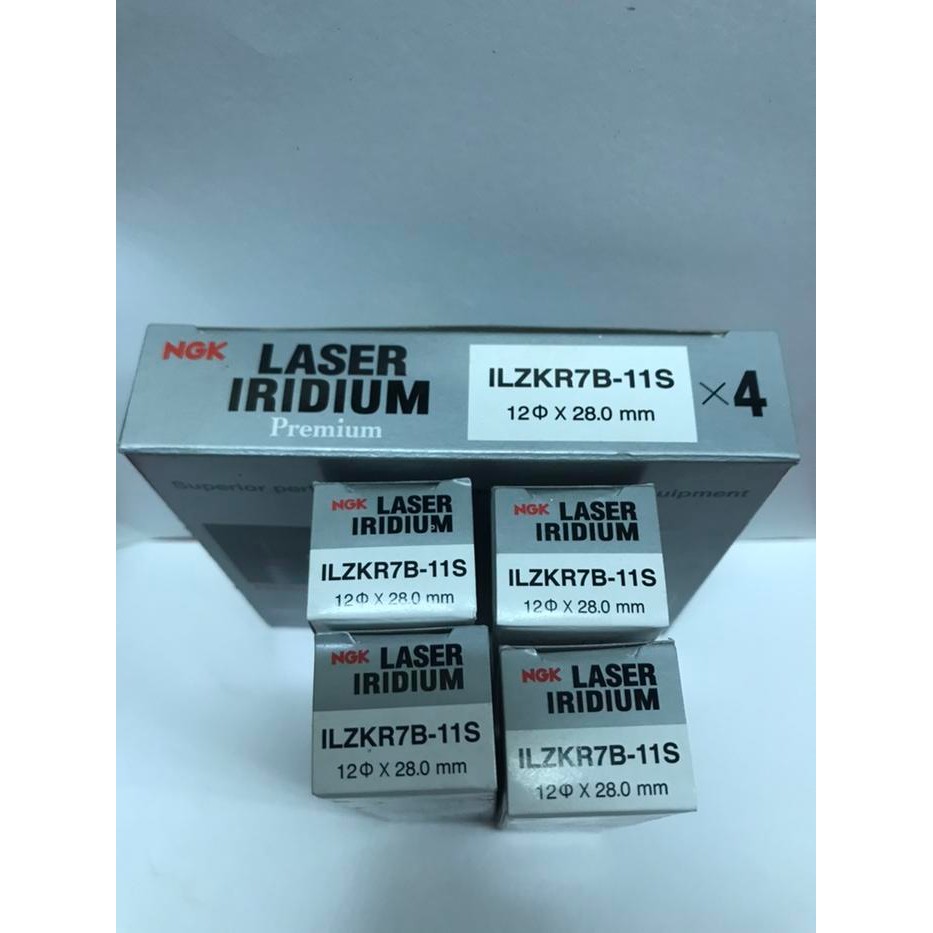 NGK LASER
IRIDIUM
Premium
ILZKR7B-11S
12Φ X 28.0 mm
×4
Superior
NGK LASER
IRIDIUM
ILZKR7B-11S
12Φ X 28.0 mm
NGK LASER
IRIDIUM
ILZKR7B-11S
12Φ X 28.0 mm
NGK LASER
IRIDIUM
ILZKR7B-11S
12Φ X 28.0 mm
NGK LASER
IRIDIUM
ILZKR7B-11S
12Φ X 28.0 mm